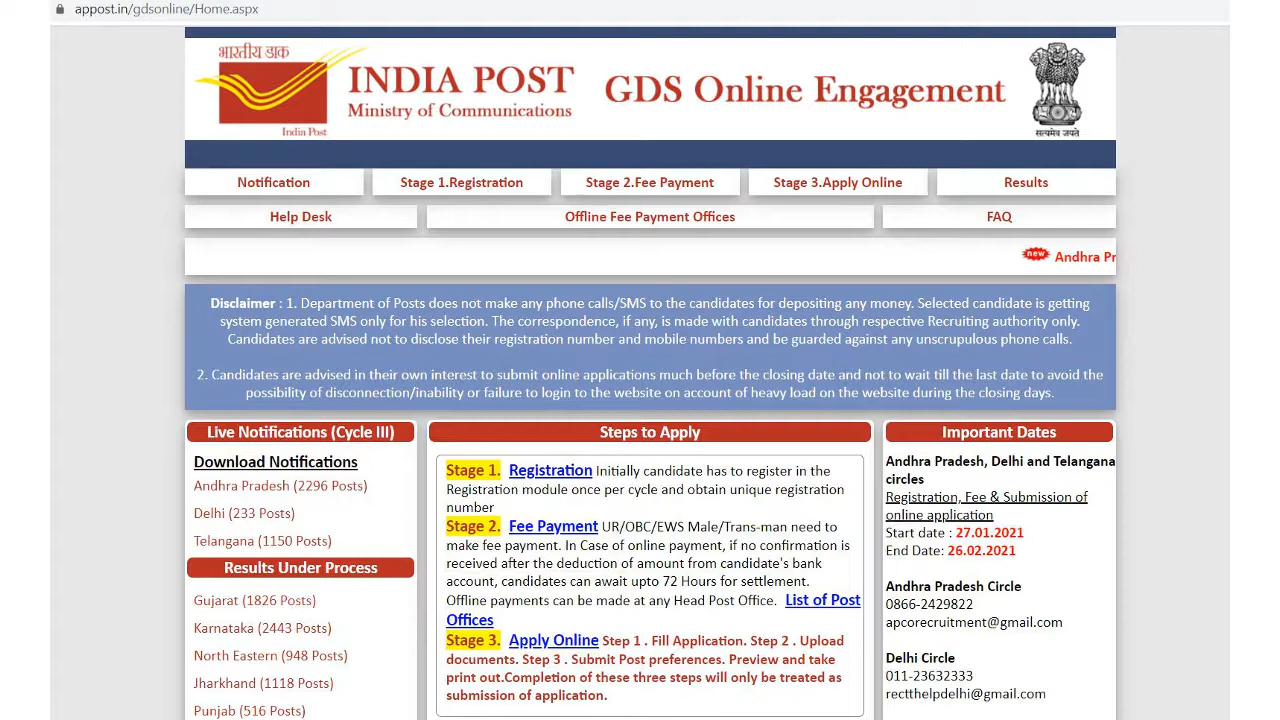 appost.in/gdsonline/Home.aspx
भारतीय डाक
India Post
INDIA POST
Ministry of Communications
GDS Online Engagement
सत्यमेव जयते
Notification
Stage 1.Registration
Stage 2.Fee Payment
Stage 3.Apply Online
Results
Help Desk
Offline Fee Payment Offices
FAQ
new Andhra Pr
Disclaimer : 1. Department of Posts does not make any phone calls/SMS to the candidates for depositing any money. Selected candidate is getting
system generated SMS only for his selection. The correspondence, if any, is made with candidates through respective Recruiting authority only.
Candidates are advised not to disclose their registration number and mobile numbers and be guarded against any unscrupulous phone calls.
2. Candidates are advised in their own interest to submit online applications much before the closing date and not to wait till the last date to avoid the
possibility of disconnection/inability or failure to login to the website on account of heavy load on the website during the closing days.
Live Notifications (Cycle III)
Download Notifications
Andhra Pradesh (2296 Posts)
Delhi (233 Posts)
Telangana (1150 Posts)
Results Under Process
Gujarat (1826 Posts)
Karnataka (2443 Posts)
North Eastern (948 Posts)
Jharkhand (1118 Posts)
Punjab (516 Posts)
Steps to Apply
Stage 1. Registration Initially candidate has to register in the
Registration module once per cycle and obtain unique registration
number
Stage 2. Fee Payment UR/OBC/EWS Male/Trans-man need to
make fee payment. In Case of online payment, if no confirmation is
received after the deduction of amount from candidate's bank
account, candidates can await upto 72 Hours for settlement.
Offline payments can be made at any Head Post Office. List of Post
Offices
Stage 3. Apply Online Step 1 . Fill Application. Step 2 . Upload
documents. Step 3 . Submit Post preferences. Preview and take
print out.Completion of these three steps will only be treated as
submission of application.
Important Dates
Andhra Pradesh, Delhi and Telangana
circles
Registration, Fee & Submission of
online application
Start date : 27.01.2021
End Date: 26.02.2021
Andhra Pradesh Circle
0866-2429822
apcorecruitment@gmail.com
Delhi Circle
011-23632333
rectthelpdelhi@gmail.com